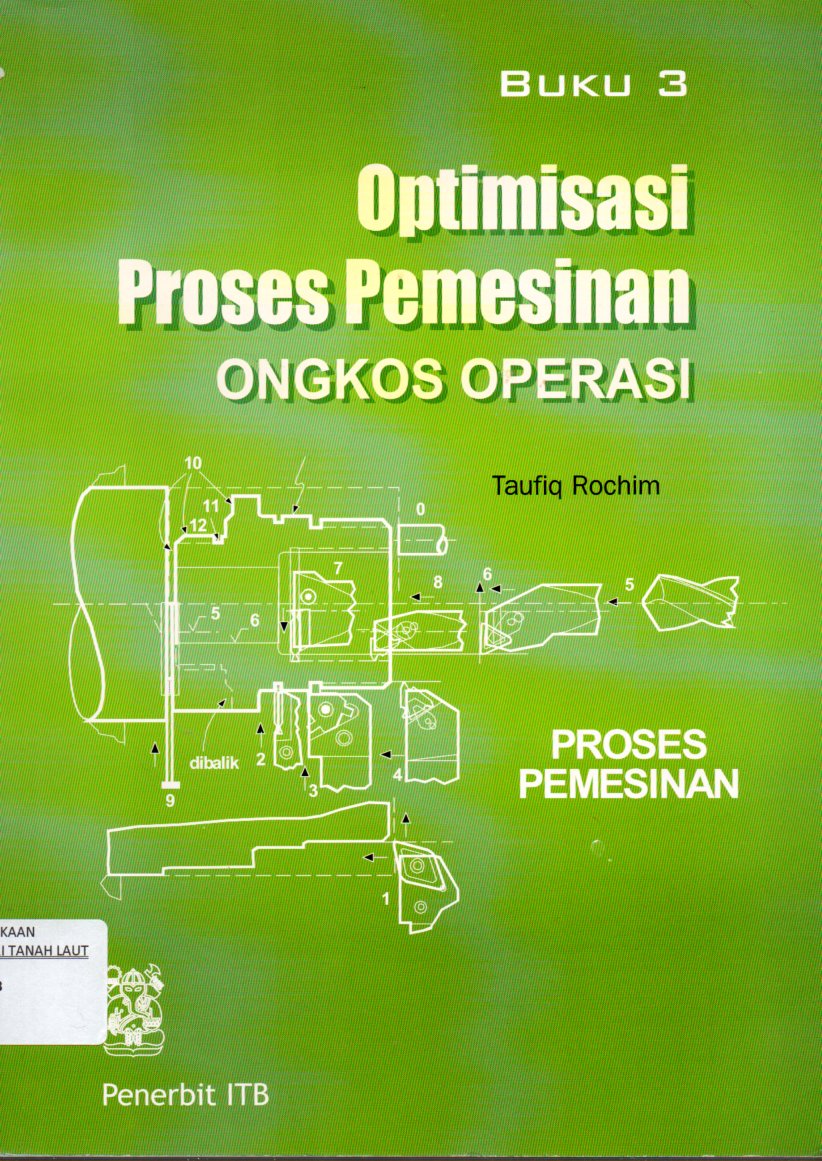 BUKU 3
Optimisasi
Proses Pemesinan
ONGKOS OPERASI
Taufiq Rochim
10
11
12
0
7
8
6
5
5
6
dibalik
2
3
4
9
PROSES
PEMESINAN
1
KAAN
I TANAH LAUT
3
Penerbit ITB